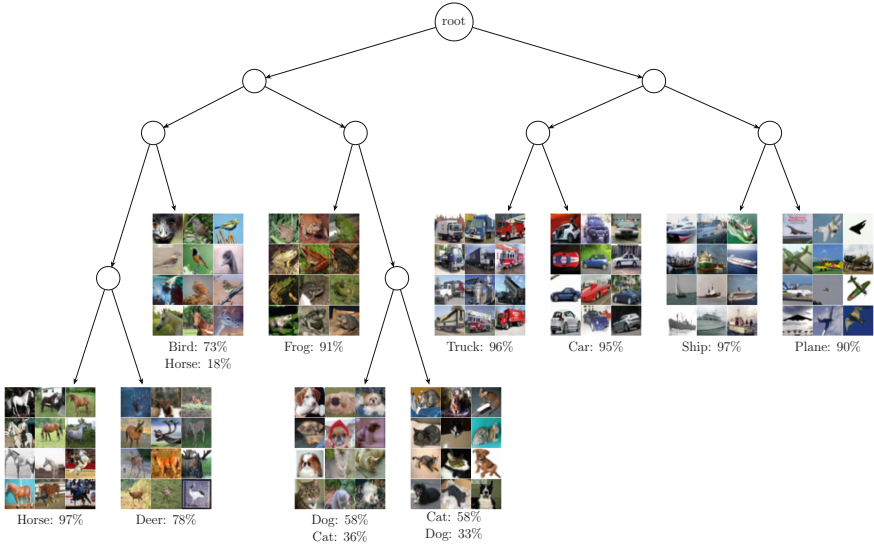 root
Bird: 73%
Horse: 18%
Frog: 91%
Truck: 96%
Car: 95%
Ship: 97%
Plane: 90%
Horse: 97%
Deer: 78%
Dog: 58%
Cat: 36%
Cat: 58%
Dog: 33%